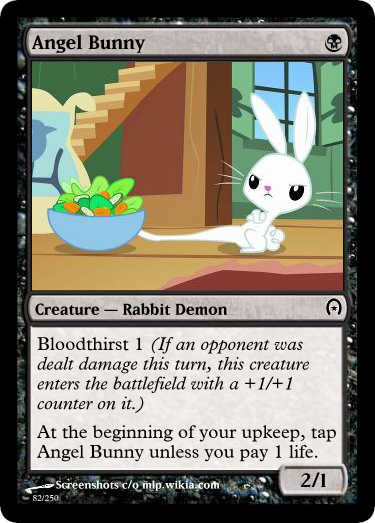 Angel Bunny
Creature — Rabbit Demon
Bloodthirst 1 (If an opponent was
dealt damage this turn, this creature
enters the battlefield with a +1/+1
counter on it.)
At the beginning of your upkeep, tap
Angel Bunny unless you pay 1 life.
2/1
Screenshots c/o mlp.wikia.com
82/250